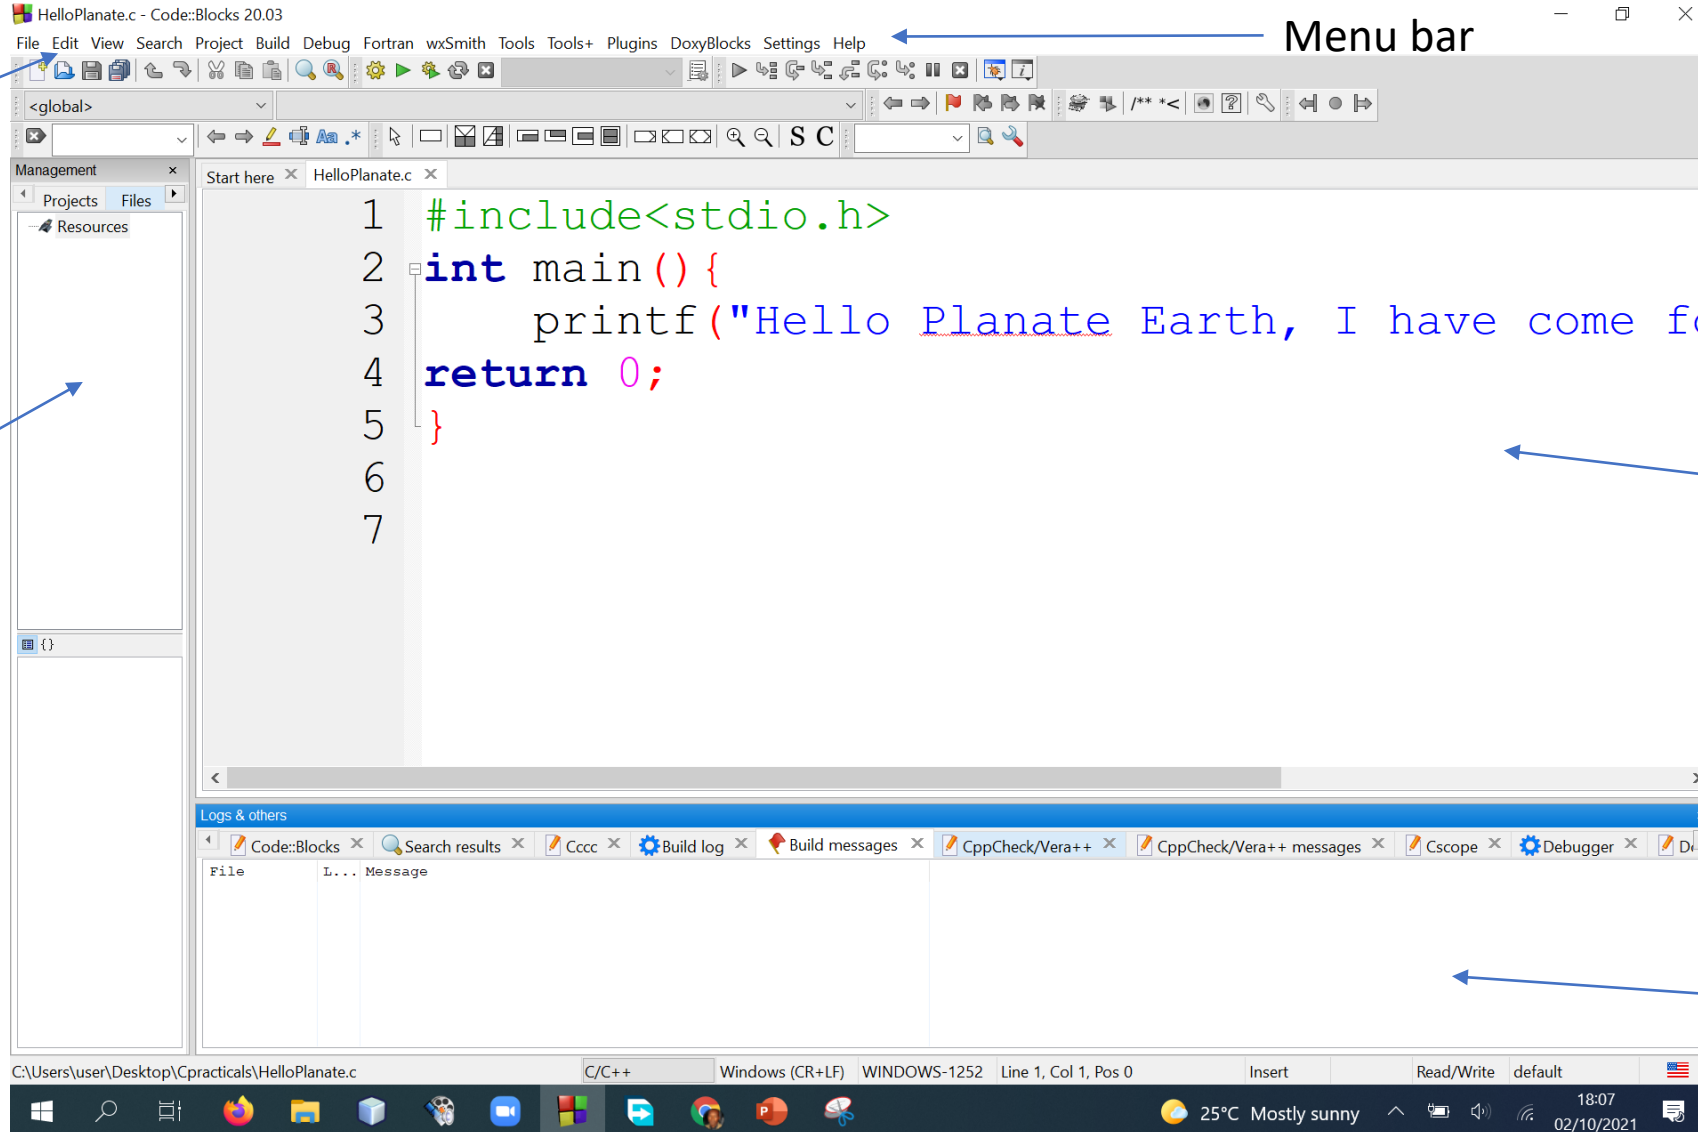 HelloPlanate.c - Code::Blocks 20.03
File Edit View Search Project Build Debug Fortran wxSmith Tools Tools+ Plugins DoxyBlocks Settings Help
Menu bar
<global>
/** *<
Aa .* S C
Management
Projects Files
Resources
Start here HelloPlanate.c
1 #include<stdio.h>
2 int main(){
3 printf("Hello Planate Earth, I have come
4 return 0;
5 }
6
7
{}
Logs & others
Code::Blocks Search results Cccc Build log Build messages CppCheck/Vera++ CppCheck/Vera++ messages Cscope Debugger
File L... Message
C:\Users\user\Desktop\Cpracticals\HelloPlanate.c C/C++ Windows (CR+LF) WINDOWS-1252 Line 1, Col 1, Pos 0 Insert Read/Write default
25°C Mostly sunny
18:07
02/10/2021